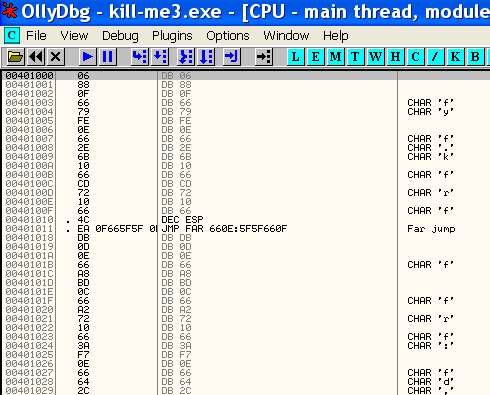 OllyDbg - kill-me3.exe - [CPU - main thread, module
C File View Debug Plugins Options Window Help
L E M T W H C / K B
00401000 06 DB 06
00401001 88 DB 88
00401002 0F DB 0F
00401003 66 DB 66 CHAR 'f'
00401004 79 DB 79 CHAR 'y'
00401005 FE DB FE
00401006 0E DB 0E
00401007 66 DB 66 CHAR 'f'
00401008 2E DB 2E CHAR '.'
00401009 6B DB 6B CHAR 'k'
0040100A 10 DB 10
0040100B 66 DB 66 CHAR 'f'
0040100C CD DB CD
0040100D 72 DB 72 CHAR 'r'
0040100E 10 DB 10
0040100F 66 DB 66 CHAR 'f'
00401010 . 4C DEC ESP
00401011 . EA 0F665F5F JMP FAR 660E:5F5F660F Far jump
00401018 DB DB DB
00401019 0D DB 0D
0040101A 0E DB 0E
0040101B 66 DB 66 CHAR 'f'
0040101C A8 DB A8
0040101D BD DB BD
0040101E 0C DB 0C
0040101F 66 DB 66 CHAR 'f'
00401020 A2 DB A2
00401021 72 DB 72 CHAR 'r'
00401022 10 DB 10
00401023 66 DB 66 CHAR 'f'
00401024 3A DB 3A CHAR ':'
00401025 F7 DB F7
00401026 0E DB 0E
00401027 66 DB 66 CHAR 'f'
00401028 64 DB 64 CHAR 'd'
00401029 2C DB 2C CHAR ','